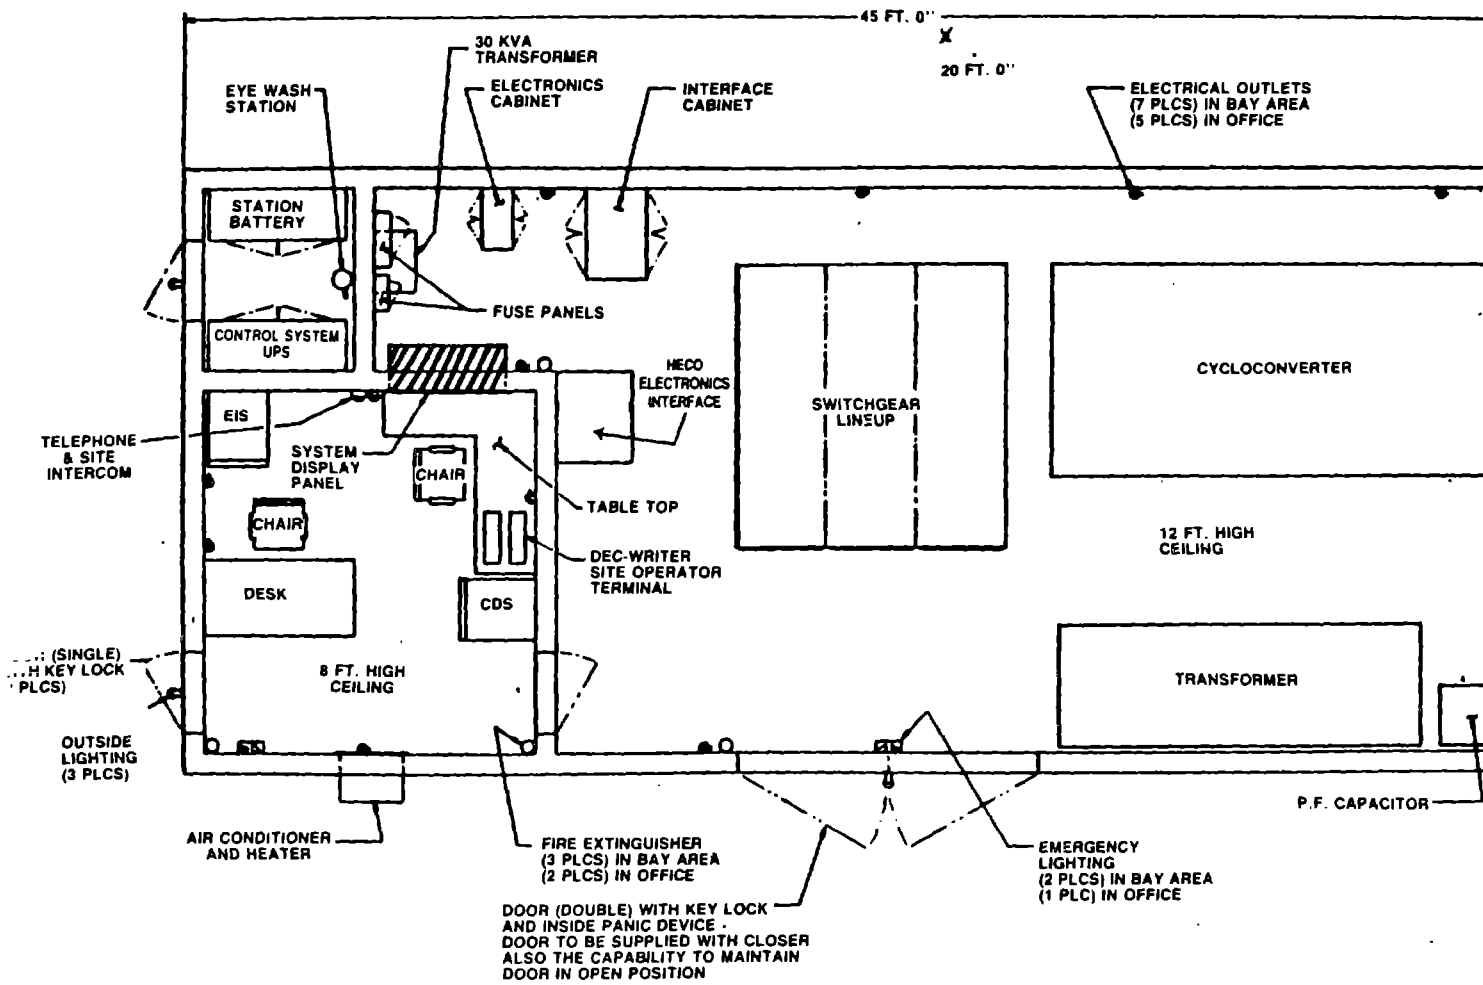 45 FT. 0"
X
20 FT. 0"
30 KVA
TRANSFORMER
EYE WASH
STATION
ELECTRONICS
CABINET
INTERFACE
CABINET
ELECTRICAL OUTLETS
(7 PLCS) IN BAY AREA
(5 PLCS) IN OFFICE
STATION
BATTERY
FUSE PANELS
CONTROL SYSTEM
UPS
HECO
ELECTRONICS
INTERFACE
CYCLOCONVERTER
SWITCHGEAR
LINEUP
EIS
TELEPHONE
& SITE
INTERCOM
SYSTEM
DISPLAY
PANEL
CHAIR
TABLE TOP
CHAIR
12 FT. HIGH
CEILING
DEC-WRITER
SITE OPERATOR
TERMINAL
DESK
CDS
(SINGLE)
KEY LOCK
PLCS)
8 FT. HIGH
CEILING
TRANSFORMER
OUTSIDE
LIGHTING
(3 PLCS)
P.F. CAPACITOR
AIR CONDITIONER
AND HEATER
FIRE EXTINGUISHER
(3 PLCS) IN BAY AREA
(2 PLCS) IN OFFICE
EMERGENCY
LIGHTING
(2 PLCS) IN BAY AREA
(1 PLC) IN OFFICE
DOOR (DOUBLE) WITH KEY LOCK
AND INSIDE PANIC DEVICE
DOOR TO BE SUPPLIED WITH CLOSER
ALSO THE CAPABILITY TO MAINTAIN
DOOR IN OPEN POSITION